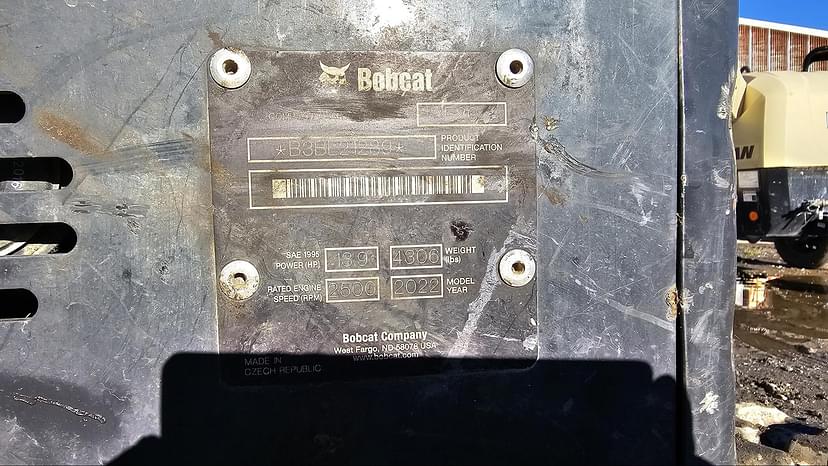 Bobcat
PRODUCT
IDENTIFICATION
NUMBER
SAE 1995
POWER (HP)
13.9
4306
WEIGHT
(lbs)
RATED ENGINE
SPEED (RPM)
2500
2022
MODEL
YEAR
Bobcat Company
West Fargo, ND 58078 USA
www.bobcat.com
MADE IN
CZECH REPUBLIC